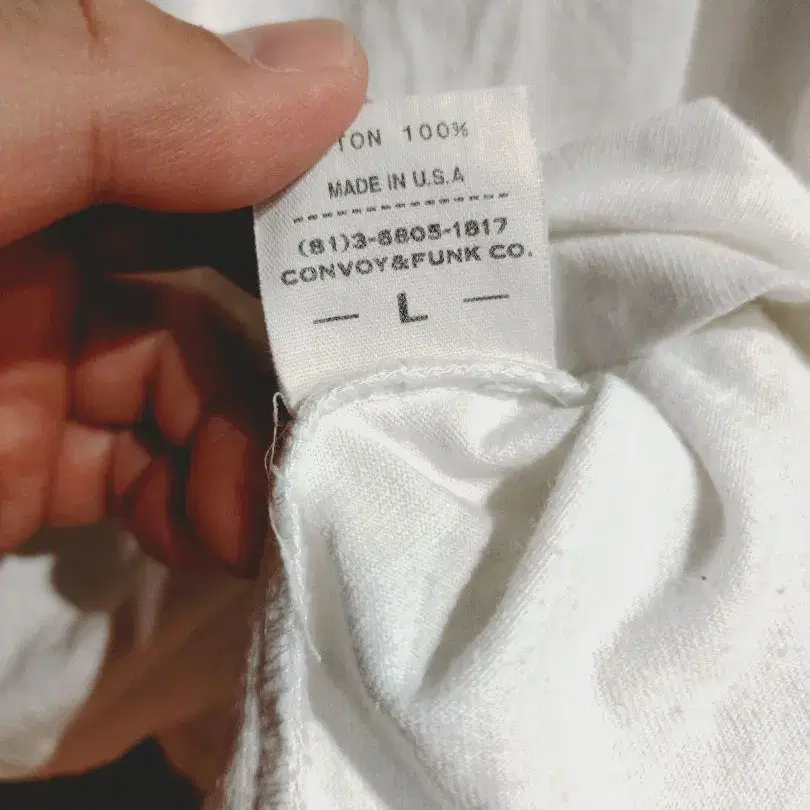 TON 100%
MADE IN U.S.A
(81)3-5805-1817
CONVOY&FUNK CO.
— L —